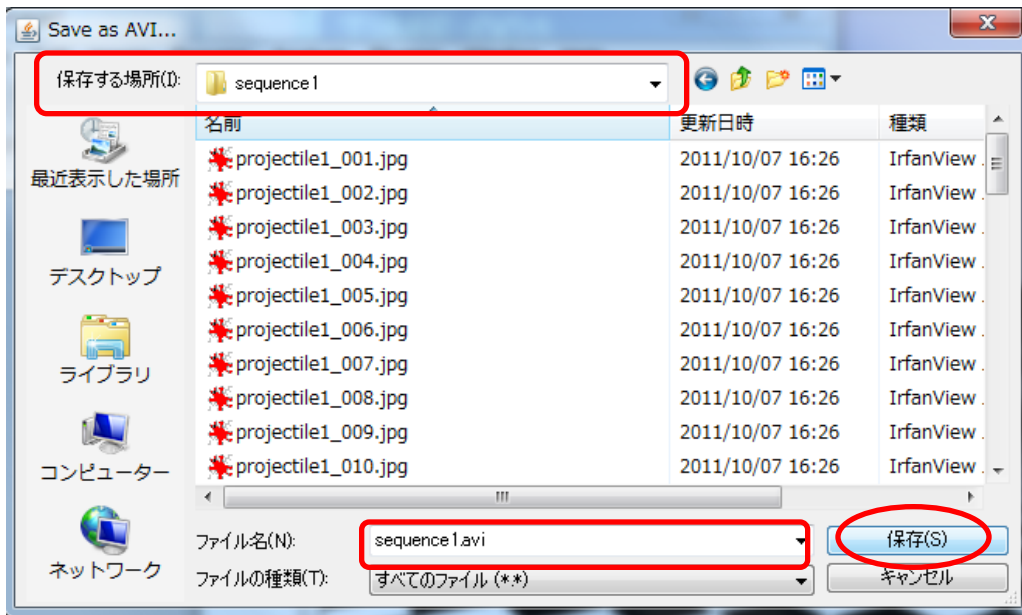 Save as AVI...
保存する場所(I):
sequence1
名前 更新日時 種類
projectile1_001.jpg 2011/10/07 16:26 IrfanView
projectile1_002.jpg 2011/10/07 16:26 IrfanView
projectile1_003.jpg 2011/10/07 16:26 IrfanView
projectile1_004.jpg 2011/10/07 16:26 IrfanView
projectile1_005.jpg 2011/10/07 16:26 IrfanView
projectile1_006.jpg 2011/10/07 16:26 IrfanView
projectile1_007.jpg 2011/10/07 16:26 IrfanView
projectile1_008.jpg 2011/10/07 16:26 IrfanView
projectile1_009.jpg 2011/10/07 16:26 IrfanView
projectile1_010.jpg 2011/10/07 16:26 IrfanView
最近表示した場所
デスクトップ
ライブラリ
コンピューター
ネットワーク
ファイル名(N): sequence1.avi 保存(S)
ファイルの種類(T): すべてのファイル (*.*) キャンセル